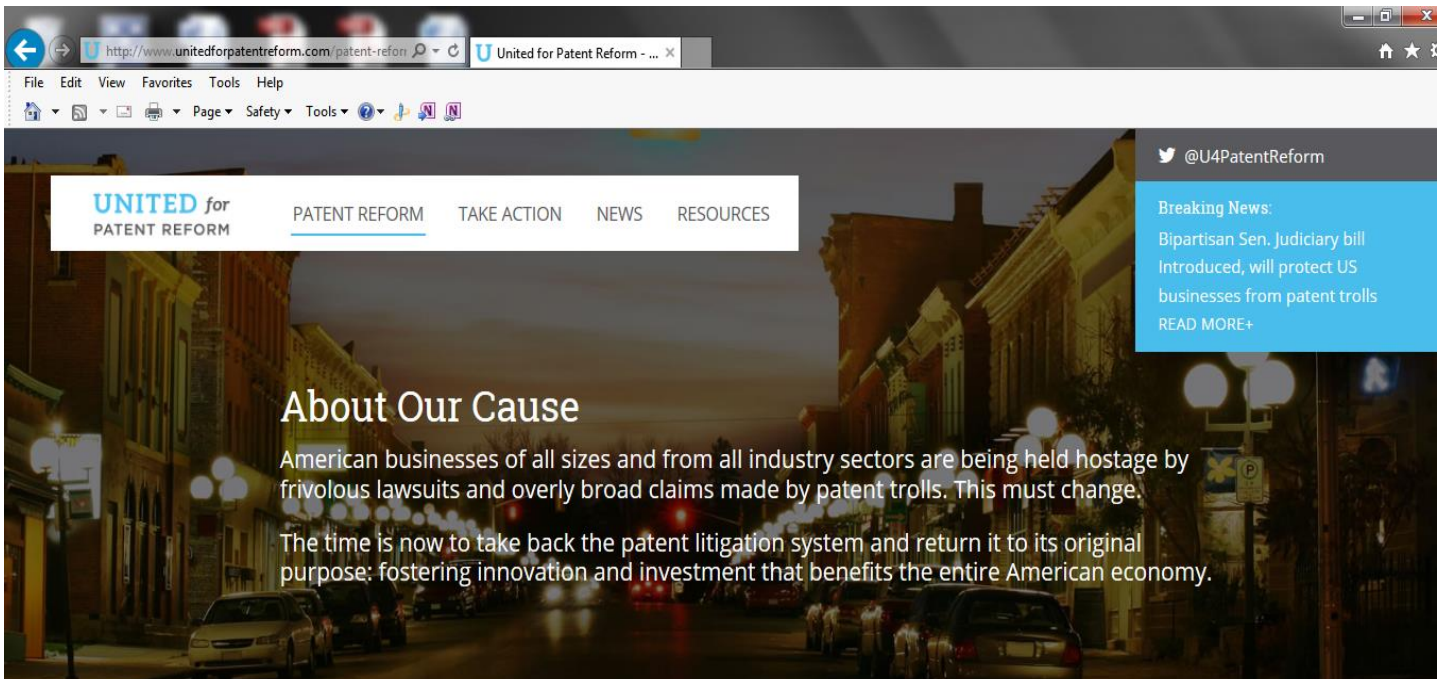 http://www.unitedforpatentreform.com/patent-reforn
United for Patent Reform - ...
File Edit View Favorites Tools Help
Page Safety Tools
@U4PatentReform
UNITED for
PATENT REFORM
PATENT REFORM TAKE ACTION NEWS RESOURCES
Breaking News:
Bipartisan Sen. Judiciary bill
Introduced, will protect US
businesses from patent trolls
READ MORE+
About Our Cause
American businesses of all sizes and from all industry sectors are being held hostage by
frivolous lawsuits and overly broad claims made by patent trolls. This must change.
The time is now to take back the patent litigation system and return it to its original
purpose: fostering innovation and investment that benefits the entire American economy.
P